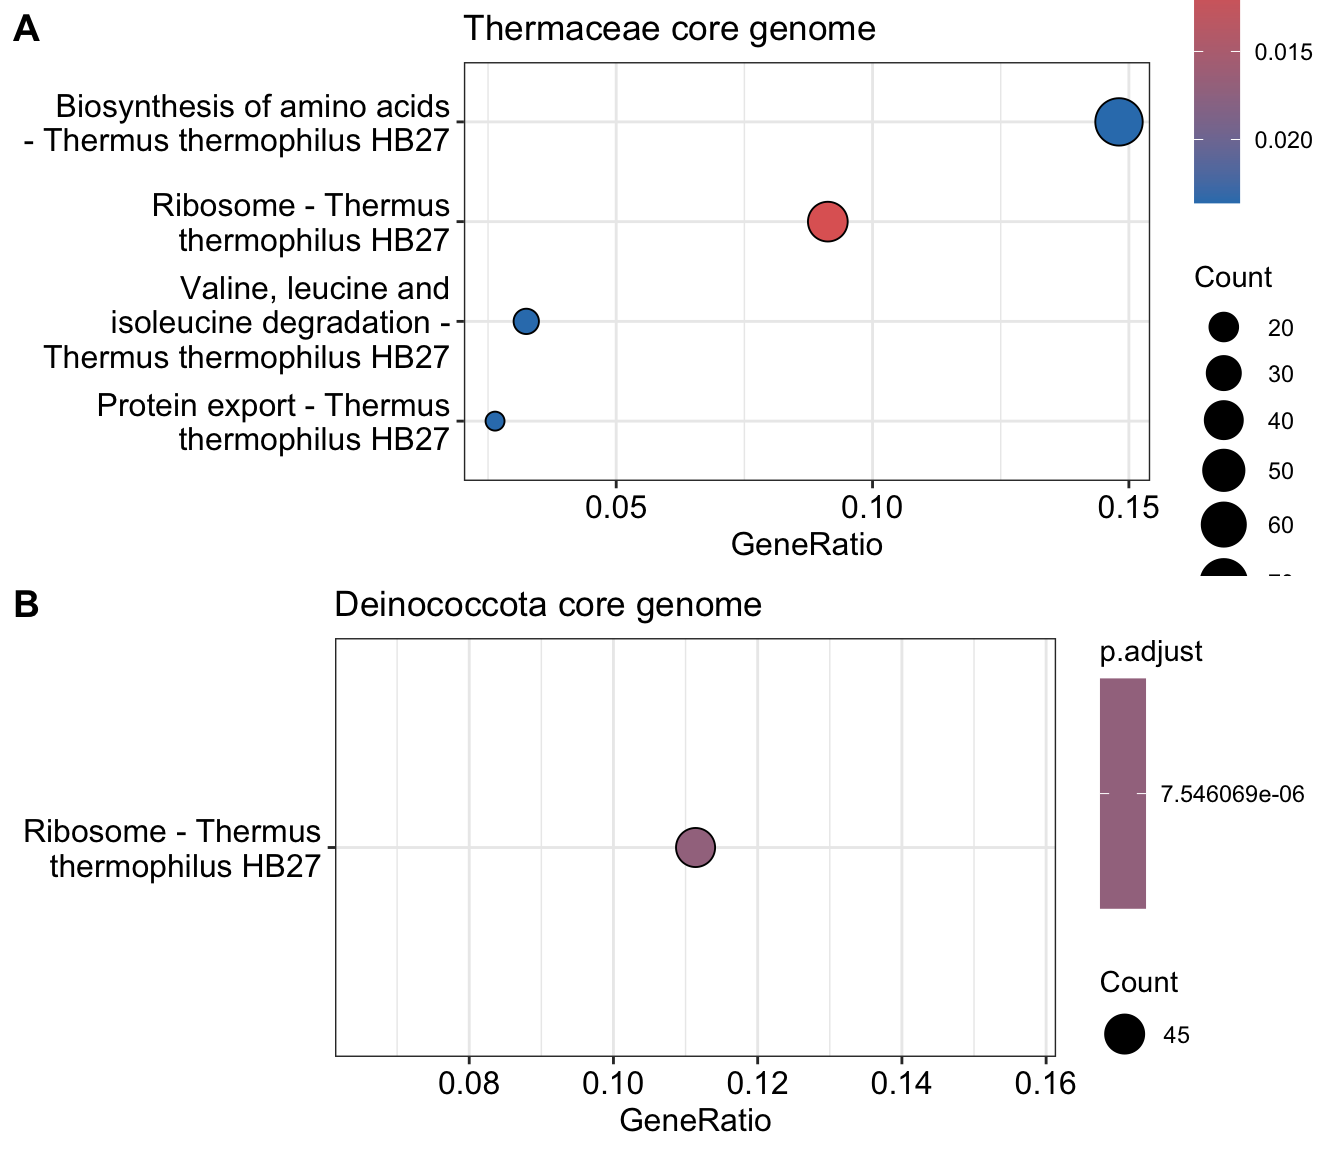 A
Thermaceae core genome
Biosynthesis of amino acids
- Thermus thermophilus HB27
Ribosome - Thermus
thermophilus HB27
Valine, leucine and
isoleucine degradation -
Thermus thermophilus HB27
Protein export - Thermus
thermophilus HB27
0.05
0.10
0.15
GeneRatio
0.015
0.020
Count
20
30
40
50
60
B
Deinococcota core genome
Ribosome - Thermus
thermophilus HB27
0.08
0.10
0.12
0.14
0.16
GeneRatio
p.adjust
7.546069e-06
Count
45